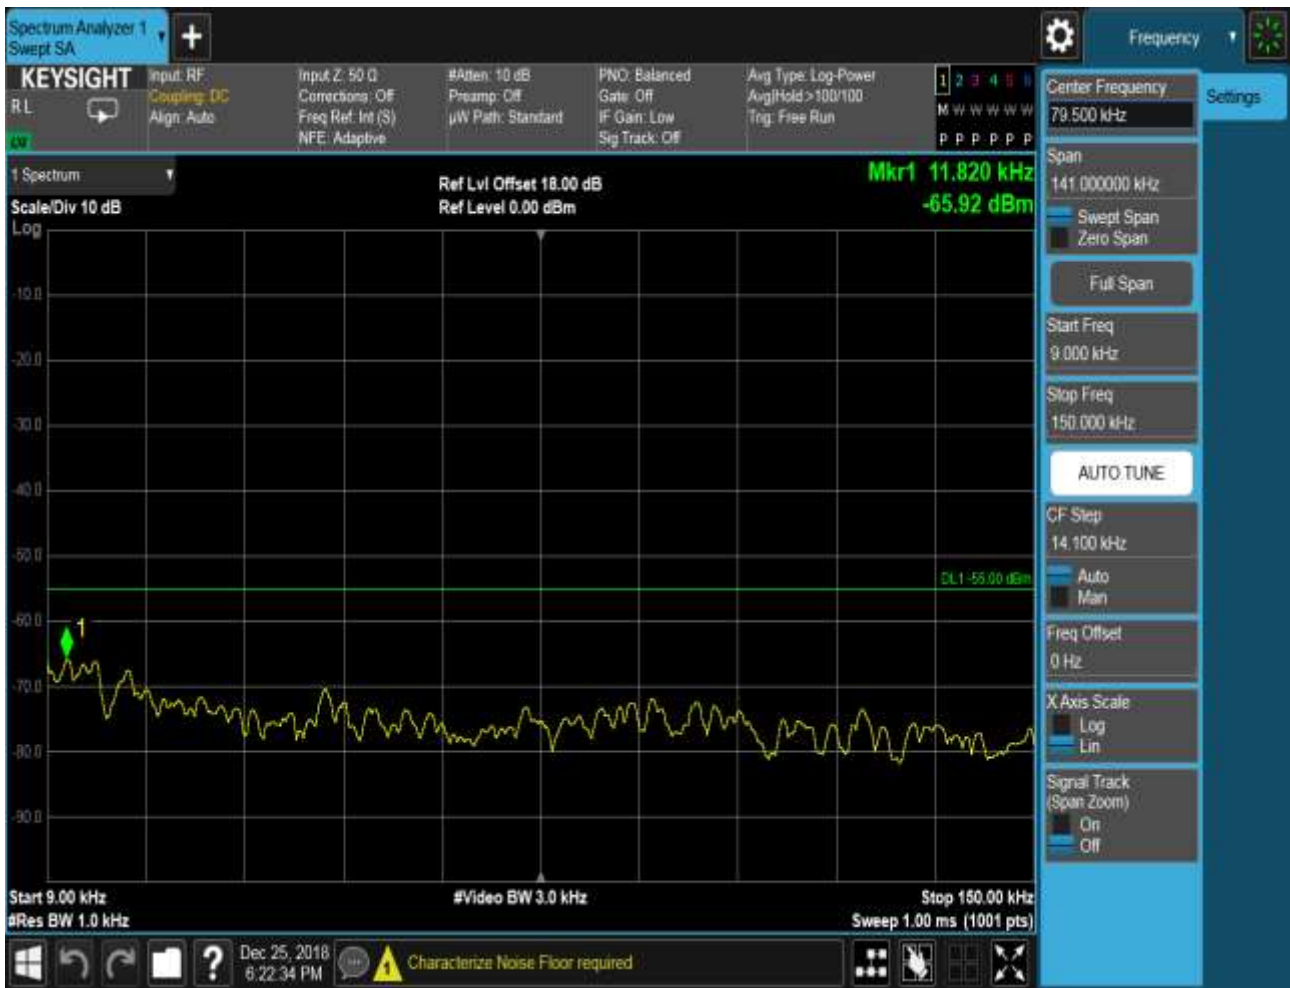 Spectrum Analyzer 1
Swept SA
Frequency
KEYSIGHT
R L
Input: RF
Coupling: DC
Align: Auto
Input Z: 50 Ω
Corrections: Off
Freq Ref: Int (S)
NFE: Adaptive
#Atten: 10 dB
Preamp: Off
µW Path: Standard
PNO: Balanced
Gate: Off
IF Gain: Low
Sig Track: Off
Avg Type: Log-Power
Avg|Hold >100/100
Trig: Free Run
1 2 3 4 5 6
M W W W W W
P P P P P P
Center Frequency
79.500 kHz
Settings
Span
141.000000 kHz
Swept Span
Zero Span
Full Span
Start Freq
9.000 kHz
Stop Freq
150.000 kHz
AUTO TUNE
CF Step
14.100 kHz
Auto
Man
Freq Offset
0 Hz
X Axis Scale
Log
Lin
Signal Track
(Span Zoom)
On
Off
1 Spectrum
Scale/Div 10 dB
Log
Ref Lvl Offset 18.00 dB
Ref Level 0.00 dBm
Mkr1 11.820 kHz
-65.92 dBm
-10.0
-20.0
-30.0
-40.0
-50.0
DL1 -55.00 dBm
-60.0
1
-70.0
-80.0
-90.0
Start 9.00 kHz
#Video BW 3.0 kHz
Stop 150.00 kHz
#Res BW 1.0 kHz
Sweep 1.00 ms (1001 pts)
?
Dec 25, 2018
6:22:34 PM
1
Characterize Noise Floor required